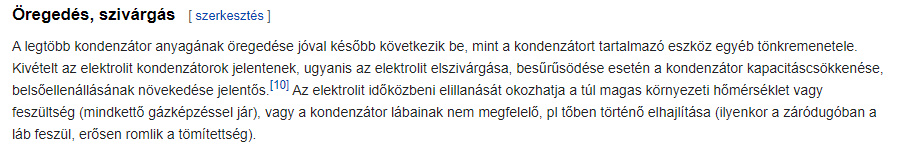 Öregedés, szivárgás [ szerkesztés ]
A legtöbb kondenzátor anyagának öregedése jóval később következik be, mint a kondenzátort tartalmazó eszköz egyéb tönkremenetele.
Kivételt az elektrolit kondenzátorok jelentenek, ugyanis az elektrolit elszivárgása, besűrűsödése esetén a kondenzátor kapacitáscsökkenése,
belsőellenállásának növekedése jelentős.[10] Az elektrolit időközbeni elillanását okozhatja a túl magas környezeti hőmérséklet vagy
feszültség (mindkettő gázképzéssel jár), vagy a kondenzátor lábainak nem megfelelő, pl tőben történő elhajlítása (ilyenkor a záródugóban a
láb feszül, erősen romlik a tömítettség).